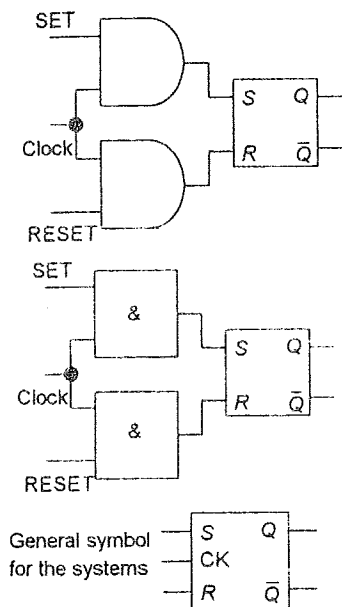 SET
S Q
Clock
R Q̅
RESET
SET
&
S Q
Clock
R Q̅
&
RESET
General symbol
for the systems
S Q
CK
R Q̅